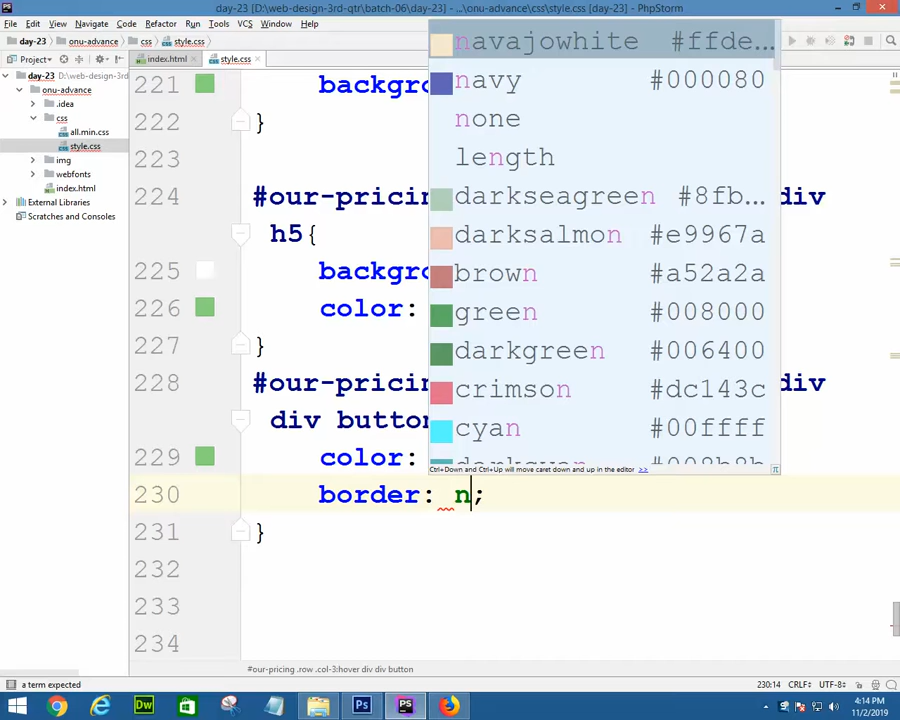 day-23 [D:\web-design-3rd-qtr\batch-06\day-23] - ...\onu-advance\css\style.css [day-23] - PhpStorm
File Edit View Navigate Code Refactor Run Tools VCS Window Help
day-23 onu-advance css style.css
Project index.html style.css
day-23 D:\web-design-3rd
onu-advance
.idea
css
all.min.css
style.css
img
webfonts
index.html
External Libraries
Scratches and Consoles
221 backgro
222 }
223
224 #our-pricin div
h5{
225 backgro
226 color:
227 }
228 #our-pricin div
div button
229 color:
230 border: n;
231 }
232
233
234
navajowhite #ffde...
navy #000080
none
length
darkseagreen #8fb...
darksalmon #e9967a
brown #a52a2a
green #008000
darkgreen #006400
crimson #dc143c
cyan #00ffff
darkcyan #008b8b
Ctrl+Down and Ctrl+Up will move caret down and up in the editor >>
π
#our-pricing .row .col-3:hover div div button
a term expected 230:14 CRLF÷ UTF-8÷
4:14 PM
11/2/2019